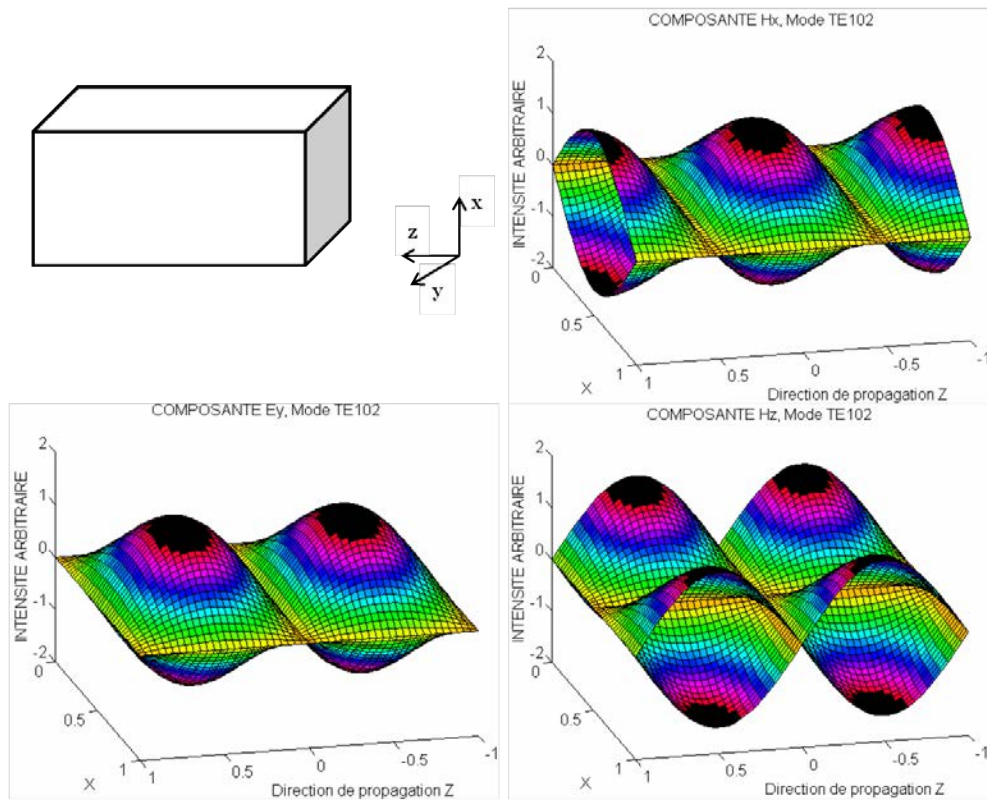 x
z
y
COMPOSANTE Hx, Mode TE102
INTENSITE ARBITRAIRE
2
1
0
-1
-2
0
0.5
1
X
1
0.5
0
-0.5
-1
Direction de propagation Z
COMPOSANTE Ey, Mode TE102
INTENSITE ARBITRAIRE
2
1
0
-1
-2
0
0.5
1
X
1
0.5
0
-0.5
-1
Direction de propagation Z
COMPOSANTE Hz, Mode TE102
INTENSITE ARBITRAIRE
2
1
0
-1
-2
0
0.5
1
X
1
0.5
0
-0.5
-1
Direction de propagation Z